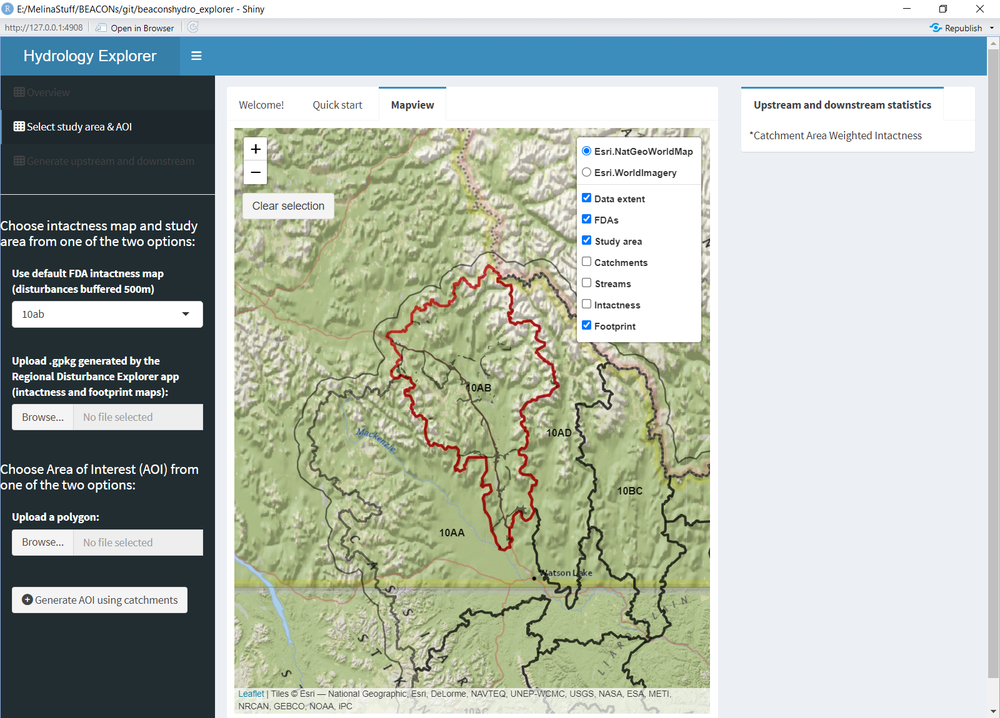 E:/MelinaStuff/BEACONs/git/beaconshydro_explorer - Shiny
http://127.0.0.1:4908
Open in Browser
Republish
Hydrology Explorer
Overview
Select study area & AOI
Generate upstream and downstream
Choose intactness map and study
area from one of the two options:
Use default FDA intactness map
(disturbances buffered 500m)
10ab
Upload .gpkg generated by the
Regional Disturbance Explorer app
(intactness and footprint maps):
Browse...
No file selected
Choose Area of Interest (AOI) from
one of the two options:
Upload a polygon:
Browse...
No file selected
Generate AOI using catchments
Welcome!
Quick start
Mapview
+
−
Clear selection
Esri.NatGeoWorldMap
Esri.WorldImagery
Data extent
FDAs
Study area
Catchments
Streams
Intactness
Footprint
10AB
Mackenzie
10AD
10BC
10AA
Watson Lake
10AC
Leaflet | Tiles © Esri — National Geographic, Esri, DeLorme, NAVTEQ, UNEP-WCMC, USGS, NASA, ESA, METI,
NRCAN, GEBCO, NOAA, iPC
Upstream and downstream statistics
*Catchment Area Weighted Intactness